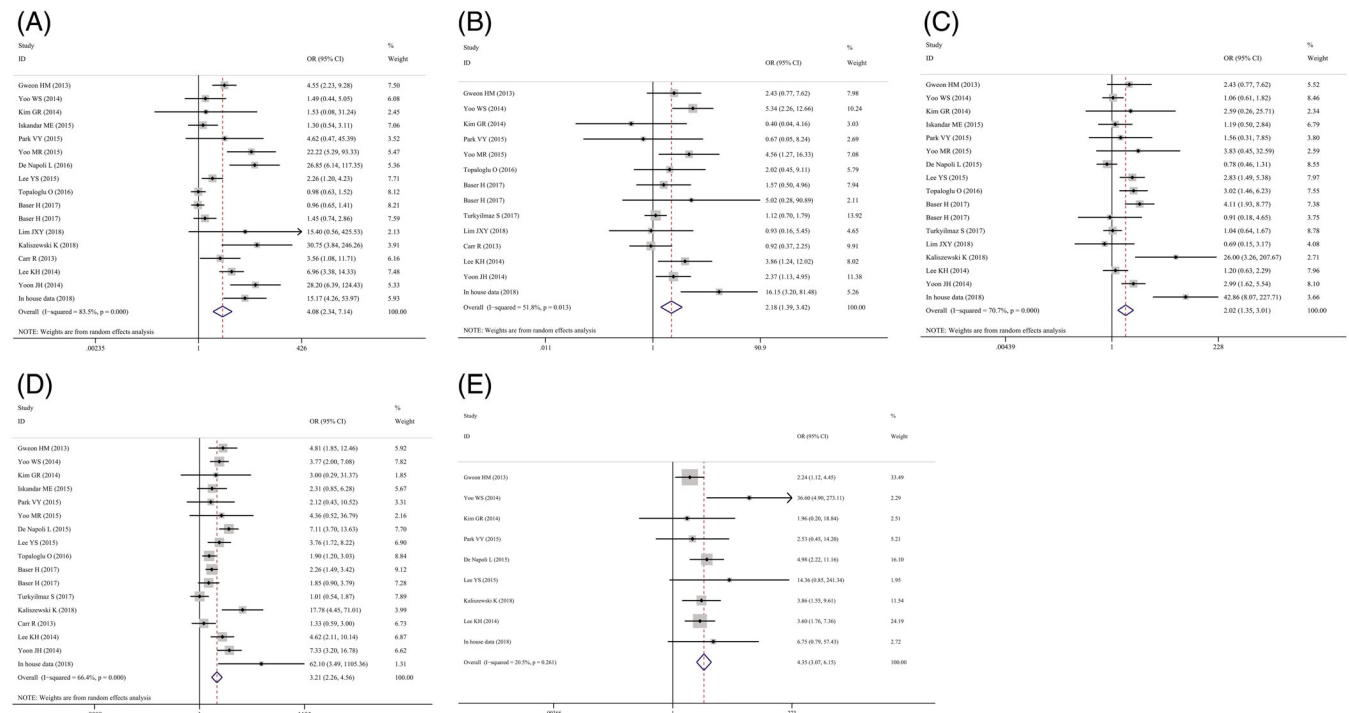 (A)
Study %
ID OR (95% CI) Weight
Gweon HM (2013) 4.55 (2.23, 9.28) 7.50
Yoo WS (2014) 1.49 (0.44, 5.05) 6.08
Kim GR (2014) 1.53 (0.08, 31.24) 2.45
Iskandar ME (2015) 1.30 (0.54, 3.11) 7.06
Park VY (2015) 4.62 (0.47, 45.39) 3.52
Yoo MR (2015) 22.22 (5.29, 93.33) 5.47
De Napoli L (2016) 26.85 (6.14, 117.35) 5.36
Lee YS (2015) 2.26 (1.20, 4.23) 7.71
Topaloglu O (2016) 0.98 (0.63, 1.52) 8.12
Baser H (2017) 0.96 (0.65, 1.41) 8.21
Baser H (2017) 1.45 (0.74, 2.86) 7.59
Lim JXY (2018) 15.40 (0.56, 425.53) 2.13
Kaliszewski K (2018) 30.75 (3.84, 246.26) 3.91
Carr R (2013) 3.56 (1.08, 11.71) 6.16
Lee KH (2014) 6.96 (3.38, 14.33) 7.48
Yoon JH (2014) 28.20 (6.39, 124.43) 5.33
In house data (2018) 15.17 (4.26, 53.97) 5.93
Overall (I-squared = 83.5%, p = 0.000) 4.08 (2.34, 7.14) 100.00
NOTE: Weights are from random effects analysis
.00235 1 426
(B)
Study %
ID OR (95% CI) Weight
Gweon HM (2013) 2.43 (0.77, 7.62) 7.98
Yoo WS (2014) 5.34 (2.26, 12.66) 10.24
Kim GR (2014) 0.40 (0.04, 4.16) 3.03
Park VY (2015) 0.67 (0.05, 8.24) 2.69
Yoo MR (2015) 4.56 (1.27, 16.33) 7.08
Topaloglu O (2016) 2.02 (0.45, 9.11) 5.79
Baser H (2017) 1.57 (0.50, 4.96) 7.94
Baser H (2017) 5.02 (0.28, 90.89) 2.11
Turkyilmaz S (2017) 1.12 (0.70, 1.79) 13.92
Lim JXY (2018) 0.93 (0.16, 5.45) 4.65
Carr R (2013) 0.92 (0.37, 2.25) 9.91
Lee KH (2014) 3.86 (1.24, 12.02) 8.02
Yoon JH (2014) 2.37 (1.13, 4.95) 11.38
In house data (2018) 16.15 (3.20, 81.48) 5.26
Overall (I-squared = 51.8%, p = 0.013) 2.18 (1.39, 3.42) 100.00
NOTE: Weights are from random effects analysis
.011 1 90.9
(C)
Study %
ID OR (95% CI) Weight
Gweon HM (2013) 2.43 (0.77, 7.62) 5.52
Yoo WS (2014) 1.06 (0.61, 1.82) 8.46
Kim GR (2014) 2.59 (0.26, 25.71) 2.34
Iskandar ME (2015) 1.19 (0.50, 2.84) 6.79
Park VY (2015) 1.56 (0.31, 7.85) 3.80
Yoo MR (2015) 3.83 (0.45, 32.59) 2.59
De Napoli L (2015) 0.78 (0.46, 1.31) 8.55
Lee YS (2015) 2.83 (1.49, 5.38) 7.97
Topaloglu O (2016) 3.02 (1.46, 6.23) 7.55
Baser H (2017) 4.11 (1.93, 8.77) 7.38
Baser H (2017) 0.91 (0.18, 4.65) 3.75
Turkyilmaz S (2017) 1.04 (0.64, 1.67) 8.78
Lim JXY (2018) 0.69 (0.15, 3.17) 4.08
Kaliszewski K (2018) 26.00 (3.26, 207.67) 2.71
Lee KH (2014) 1.20 (0.63, 2.29) 7.96
Yoon JH (2014) 2.99 (1.62, 5.54) 8.10
In house data (2018) 42.86 (8.07, 227.71) 3.66
Overall (I-squared = 70.7%, p = 0.000) 2.02 (1.35, 3.01) 100.00
NOTE: Weights are from random effects analysis
.00439 1 228
(D)
Study %
ID OR (95% CI) Weight
Gweon HM (2013) 4.81 (1.85, 12.46) 5.92
Yoo WS (2014) 3.77 (2.00, 7.08) 7.82
Kim GR (2014) 3.00 (0.29, 31.37) 1.85
Iskandar ME (2015) 2.31 (0.85, 6.28) 5.67
Park VY (2015) 2.12 (0.43, 10.52) 3.31
Yoo MR (2015) 4.36 (0.52, 36.79) 2.16
De Napoli L (2015) 7.11 (3.70, 13.63) 7.70
Lee YS (2015) 3.76 (1.72, 8.22) 6.90
Topaloglu O (2016) 1.90 (1.20, 3.03) 8.84
Baser H (2017) 2.26 (1.49, 3.42) 9.12
Baser H (2017) 1.85 (0.90, 3.79) 7.28
Turkyilmaz S (2017) 1.01 (0.54, 1.87) 7.89
Kaliszewski K (2018) 17.78 (4.45, 71.01) 3.99
Carr R (2013) 1.33 (0.59, 3.00) 6.73
Lee KH (2014) 4.62 (2.11, 10.14) 6.87
Yoon JH (2014) 7.33 (3.20, 16.78) 6.62
In house data (2018) 62.10 (3.49, 1105.36) 1.31
Overall (I-squared = 66.4%, p = 0.000) 3.21 (2.26, 4.56) 100.00
NOTE: Weights are from random effects analysis
(E)
Study %
ID OR (95% CI) Weight
Gweon HM (2013) 2.24 (1.12, 4.45) 33.49
Yoo WS (2014) 36.60 (4.90, 273.11) 2.29
Kim GR (2014) 1.96 (0.20, 18.84) 2.51
Park VY (2015) 2.53 (0.45, 14.20) 5.21
De Napoli L (2015) 4.98 (2.22, 11.16) 16.10
Lee YS (2015) 14.36 (0.85, 241.34) 1.95
Kaliszewski K (2018) 3.86 (1.55, 9.61) 11.54
Lee KH (2014) 3.60 (1.76, 7.36) 24.19
In house data (2018) 6.75 (0.79, 57.43) 2.72
Overall (I-squared = 20.5%, p = 0.261) 4.35 (3.07, 6.15) 100.00